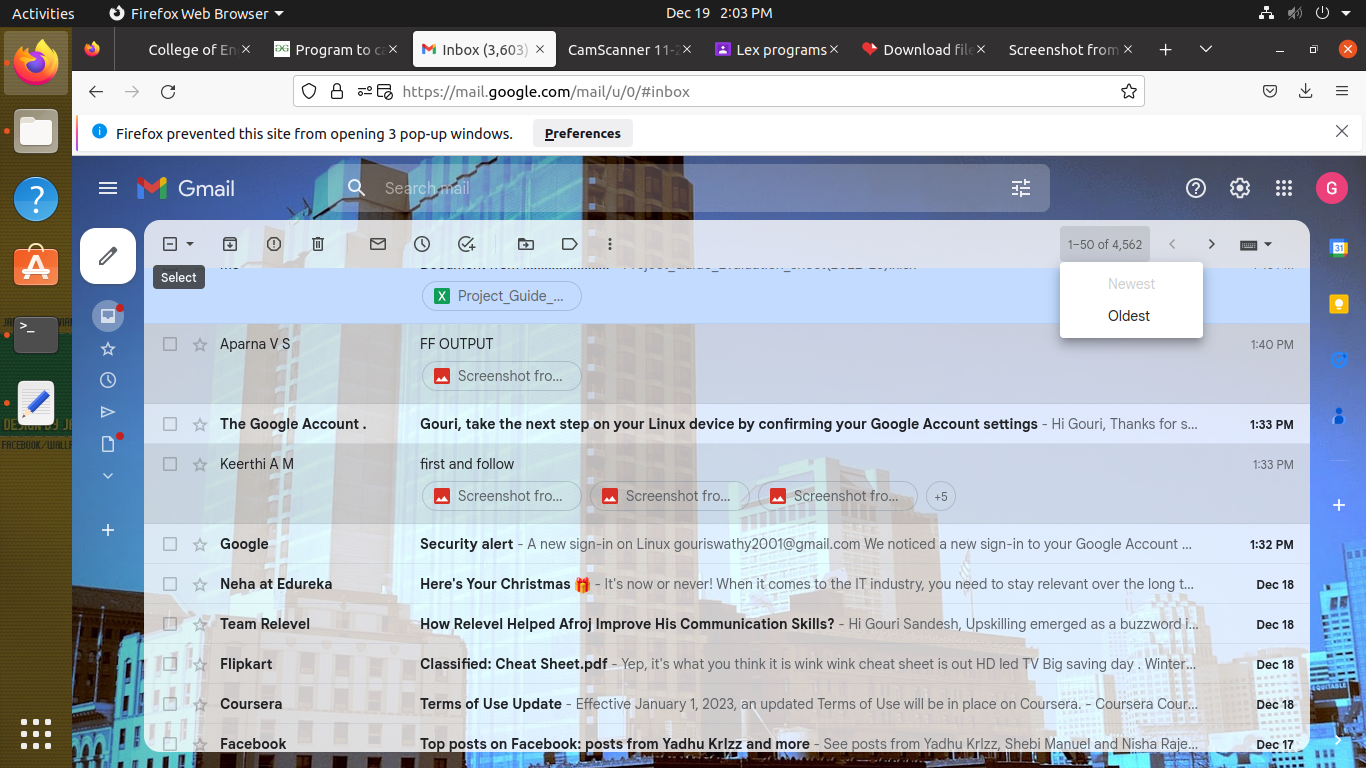 Activities Firefox Web Browser Dec 19 2:03 PM
College of En Program to ca Inbox (3,603) CamScanner 11-2 Lex programs Download file Screenshot from
https://mail.google.com/mail/u/0/#inbox
Firefox prevented this site from opening 3 pop-up windows. Preferences
Gmail Search mail G
1–50 of 4,562
Select
Newest
Oldest
Project_Guide_...
Aparna V S FF OUTPUT 1:40 PM
Screenshot fro...
The Google Account . Gouri, take the next step on your Linux device by confirming your Google Account settings - Hi Gouri, Thanks for s... 1:33 PM
Keerthi A M first and follow 1:33 PM
Screenshot fro... Screenshot fro... Screenshot fro... +5
Google Security alert - A new sign-in on Linux gouriswathy2001@gmail.com We noticed a new sign-in to your Google Account ... 1:32 PM
Neha at Edureka Here's Your Christmas 🎁 - It's now or never! When it comes to the IT industry, you need to stay relevant over the long t... Dec 18
Team Relevel How Relevel Helped Afroj Improve His Communication Skills? - Hi Gouri Sandesh, Upskilling emerged as a buzzword i... Dec 18
Flipkart Classified: Cheat Sheet.pdf - Yep, it's what you think it is wink wink cheat sheet is out HD led TV Big saving day . Winter... Dec 18
Coursera Terms of Use Update - Effective January 1, 2023, an updated Terms of Use will be in place on Coursera. - Coursera Cour... Dec 18
Facebook Top posts on Facebook: posts from Yadhu Krlzz and more - See posts from Yadhu Krlzz, Shebi Manuel and Nisha Raje... Dec 17